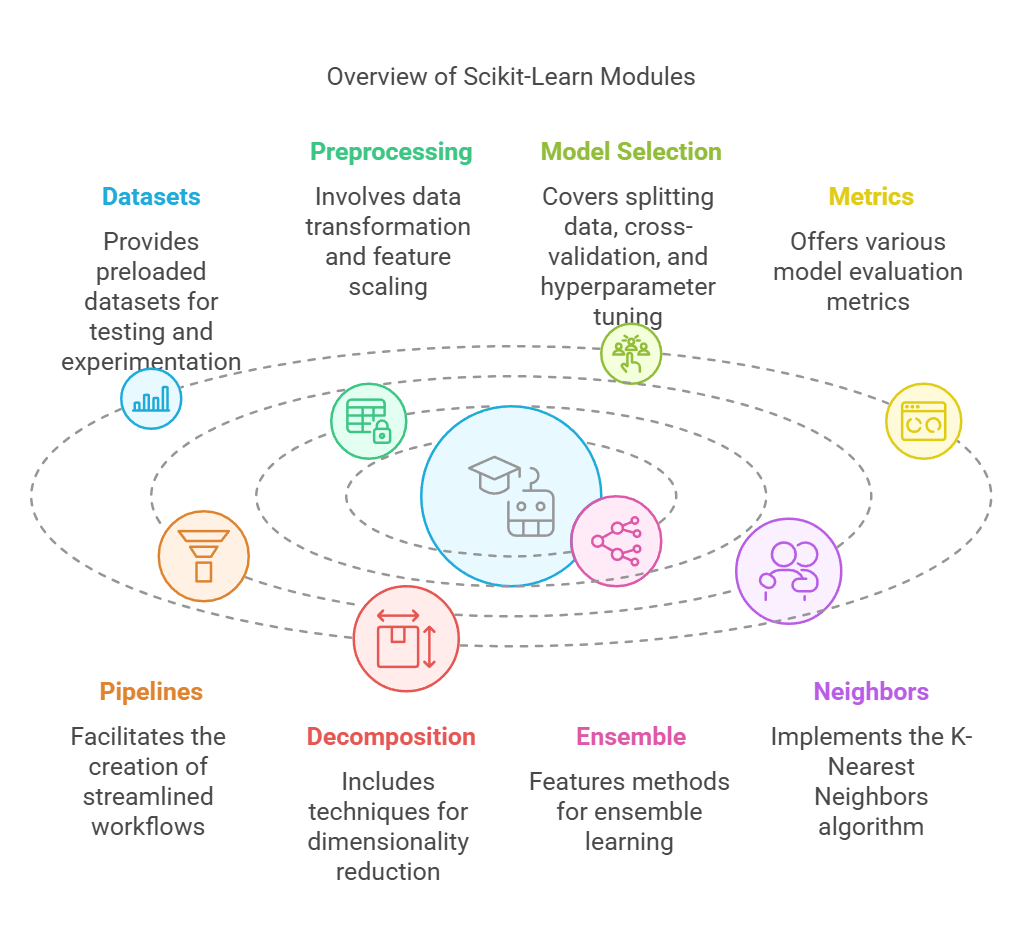 Overview of Scikit-Learn Modules
Datasets
Provides
preloaded
datasets for
testing and
experimentation
Preprocessing
Involves data
transformation
and feature
scaling
Model Selection
Covers splitting
data, cross-
validation, and
hyperparameter
tuning
Metrics
Offers various
model evaluation
metrics
Pipelines
Facilitates the
creation of
streamlined
workflows
Decomposition
Includes
techniques for
dimensionality
reduction
Ensemble
Features methods
for ensemble
learning
Neighbors
Implements the K-
Nearest
Neighbors
algorithm